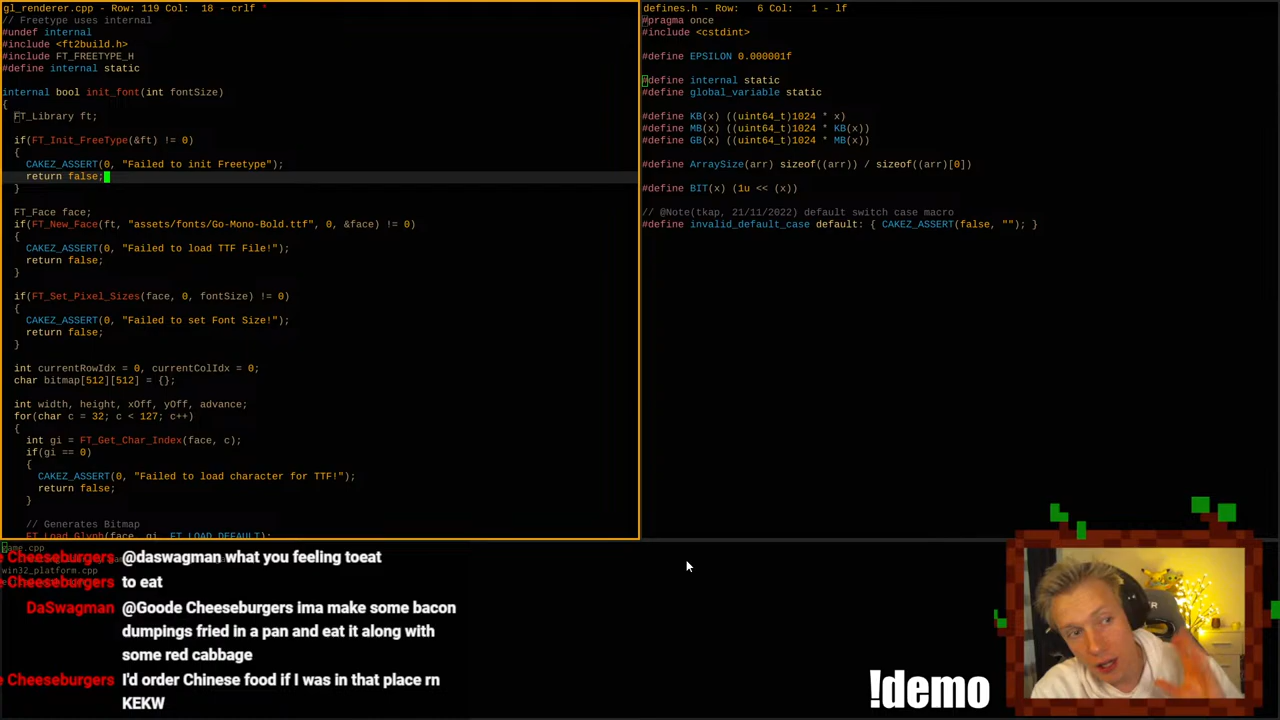 gl_renderer.cpp - Row: 119 Col:  18 - crlf *
// Freetype uses internal
#undef internal
#include <ft2build.h>
#include FT_FREETYPE_H
#define internal static
internal bool init_font(int fontSize)
{
FT_Library ft;
if(FT_Init_FreeType(&ft) != 0)
{
CAKEZ_ASSERT(0, "Failed to init Freetype");
return false;
}
FT_Face face;
if(FT_New_Face(ft, "assets/fonts/Go-Mono-Bold.ttf", 0, &face) != 0)
{
CAKEZ_ASSERT(0, "Failed to load TTF File!");
return false;
}
if(FT_Set_Pixel_Sizes(face, 0, fontSize) != 0)
{
CAKEZ_ASSERT(0, "Failed to set Font Size!");
return false;
}
int currentRowIdx = 0, currentColIdx = 0;
char bitmap[512][512] = {};
int width, height, xOff, yOff, advance;
for(char c = 32; c < 127; c++)
{
int gi = FT_Get_Char_Index(face, c);
if(gi == 0)
{
CAKEZ_ASSERT(0, "Failed to load character for TTF!");
return false;
}
// Generates Bitmap
FT_Load_Glyph(face, gi, FT_LOAD_DEFAULT);
defines.h - Row:   6 Col:   1 - lf
#pragma once
#include <cstdint>
#define EPSILON 0.000001f
#define internal static
#define global_variable static
#define KB(x) ((uint64_t)1024 * x)
#define MB(x) ((uint64_t)1024 * KB(x))
#define GB(x) ((uint64_t)1024 * MB(x))
#define ArraySize(arr) sizeof((arr)) / sizeof((arr)[0])
#define BIT(x) (1u << (x))
// @Note(tkap, 21/11/2022) default switch case macro
#define invalid_default_case default: { CAKEZ_ASSERT(false, ""); }
game.cpp
win32_platform.cpp
Cheeseburgers @daswagman what you feeling toeat
Cheeseburgers to eat
DaSwagman @Goode Cheeseburgers ima make some bacon
dumpings fried in a pan and eat it along with
some red cabbage
Cheeseburgers I'd order Chinese food if I was in that place rn
KEKW
!demo